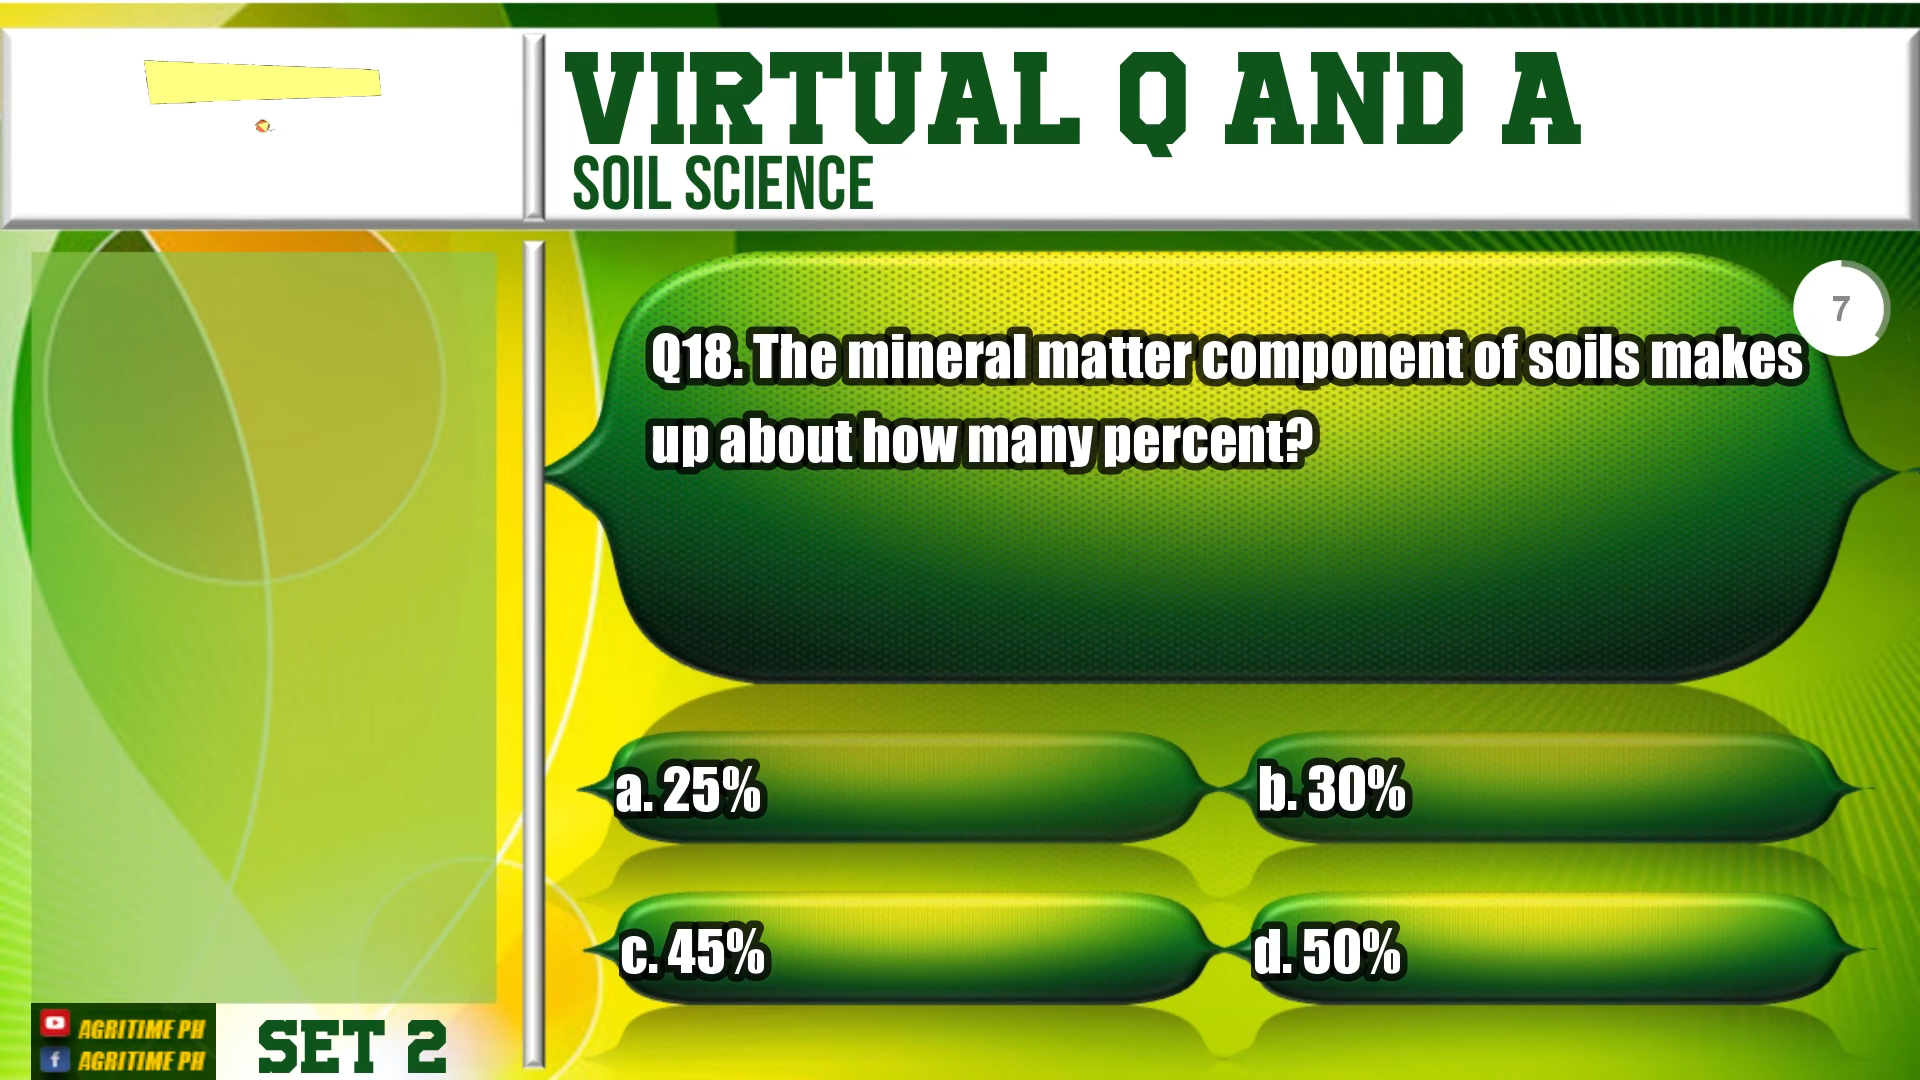 VIRTUAL Q AND A
SOIL SCIENCE
7
Q18. The mineral matter component of soils makes
up about how many percent?
a. 25%
b. 30%
c. 45%
d. 50%
AGRITIME PH
AGRITIME PH
SET 2